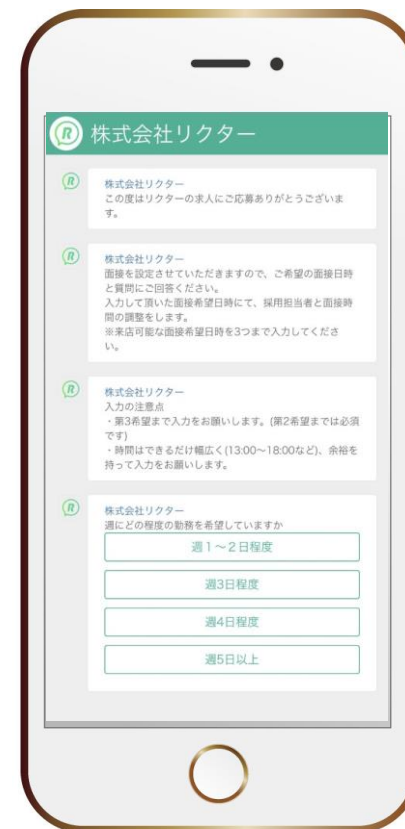 R 株式会社リクター
R 株式会社リクター
この度はリクターの求人にご応募ありがとうございま
す。
R 株式会社リクター
面接を設定させていただきますので、ご希望の面接日時
と質問にご回答ください。
入力して頂いた面接希望日時にて、採用担当者と面接時
間の調整をします。
※来店可能な面接希望日時を3つまで入力してくださ
い。
R 株式会社リクター
入力の注意点
・第3希望まで入力をお願いします。(第2希望までは必須
です)
・時間はできるだけ幅広く(13:00〜18:00など)、余裕を
持って入力をお願いします。
R 株式会社リクター
週にどの程度の勤務を希望していますか
週1〜2日程度
週3日程度
週4日程度
週5日以上